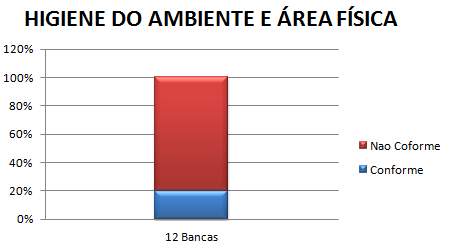 HIGIENE DO AMBIENTE E ÁREA FÍSICA
120%
100%
80%
60%
40%
20%
0%
Nao Coforme
Conforme
12 Bancas